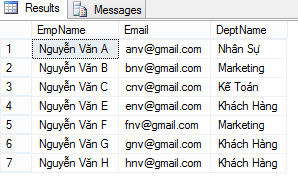 Results Messages
EmpName Email DeptName
1 Nguyễn Văn A anv@gmail.com Nhân Sự
2 Nguyễn Văn B bnv@gmail.com Marketing
3 Nguyễn Văn C cnv@gmail.com Kế Toán
4 Nguyễn Văn E env@gmail.com Khách Hàng
5 Nguyễn Văn F fnv@gmail.com Marketing
6 Nguyễn Văn G gnv@gmail.com Khách Hàng
7 Nguyễn Văn H hnv@gmail.com Khách Hàng